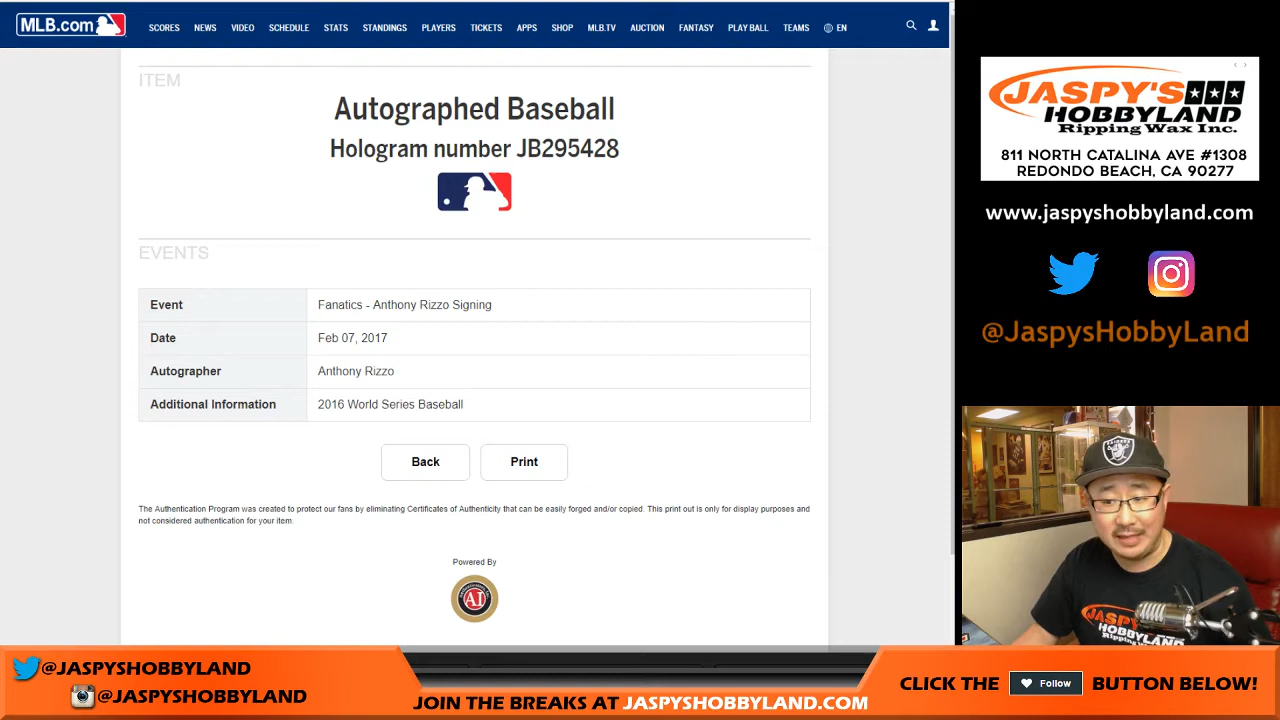 MLB.com
SCORES NEWS VIDEO SCHEDULE STATS STANDINGS PLAYERS TICKETS APPS SHOP MLB.TV AUCTION FANTASY PLAY BALL TEAMS EN
ITEM
Autographed Baseball
Hologram number JB295428
EVENTS
Event Fanatics - Anthony Rizzo Signing
Date Feb 07, 2017
Autographer Anthony Rizzo
Additional Information 2016 World Series Baseball
Back Print
The Authentication Program was created to protect our fans by eliminating Certificates of Authenticity that can be easily forged and/or copied. This print out is only for display purposes and
not considered authentication for your item.
Powered By
AI
JASPY'S
HOBBYLAND
Ripping Wax Inc.
811 NORTH CATALINA AVE #1308
REDONDO BEACH, CA 90277
www.jaspyshobbyland.com
@JaspysHobbyLand
RAIDERS
JASPY'S
HOBBYLAND
@JASPYSHOBBYLAND
@JASPYSHOBBYLAND
JOIN THE BREAKS AT JASPYSHOBBYLAND.COM
CLICK THE Follow BUTTON BELOW!